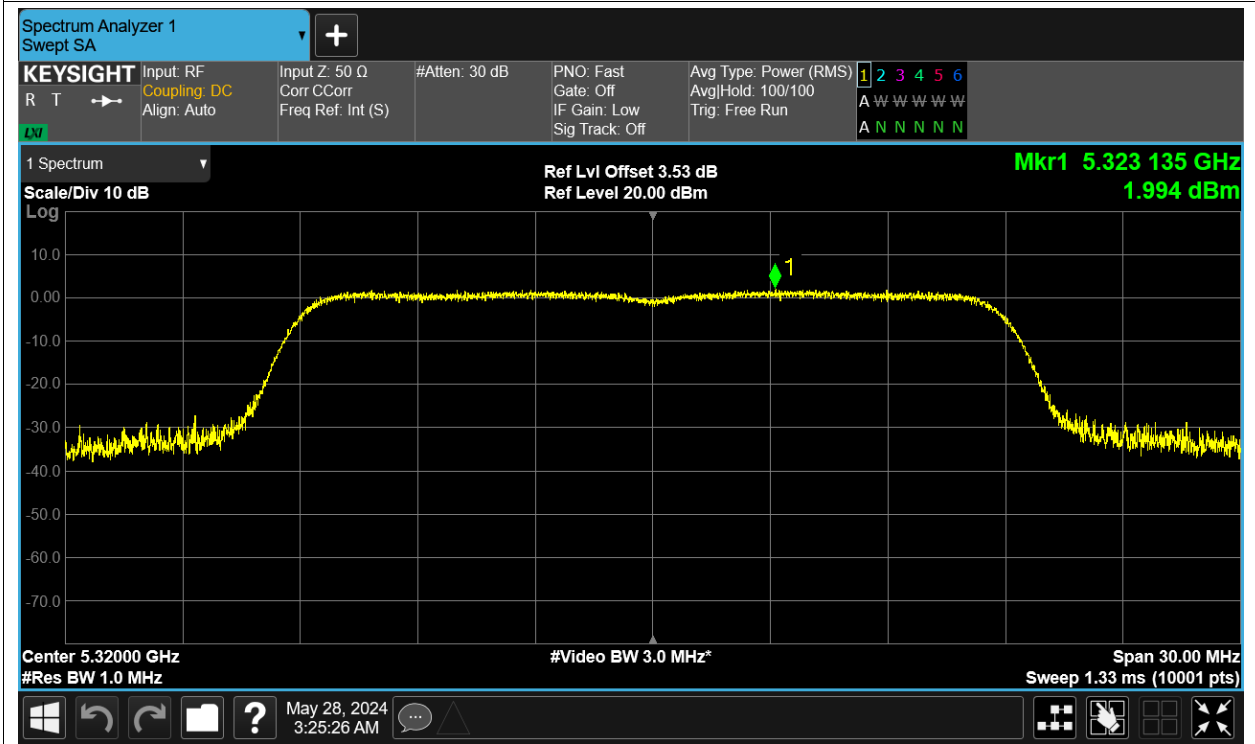 Spectrum Analyzer 1
Swept SA
+
KEYSIGHT
R T
LXI
Input: RF
Coupling: DC
Align: Auto
Input Z: 50 Ω
Corr CCorr
Freq Ref: Int (S)
#Atten: 30 dB
PNO: Fast
Gate: Off
IF Gain: Low
Sig Track: Off
Avg Type: Power (RMS)
Avg|Hold: 100/100
Trig: Free Run
1 2 3 4 5 6
A W W W W W
A N N N N N
1 Spectrum
Scale/Div 10 dB
Log
Ref Lvl Offset 3.53 dB
Ref Level 20.00 dBm
Mkr1 5.323 135 GHz
1.994 dBm
10.0
0.00
-10.0
-20.0
-30.0
-40.0
-50.0
-60.0
-70.0
1
Center 5.32000 GHz
#Res BW 1.0 MHz
#Video BW 3.0 MHz*
Span 30.00 MHz
Sweep 1.33 ms (10001 pts)
?
May 28, 2024
3:25:26 AM